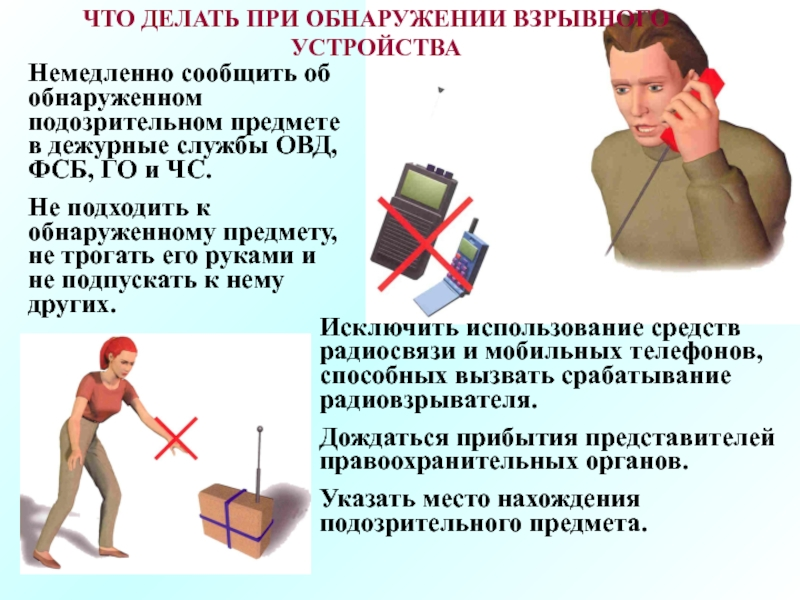 ЧТО ДЕЛАТЬ ПРИ ОБНАРУЖЕНИИ ВЗРЫВНОГО
УСТРОЙСТВА
Немедленно сообщить об
обнаруженном
подозрительном предмете
в дежурные службы ОВД,
ФСБ, ГО и ЧС.
Не подходить к
обнаруженному предмету,
не трогать его руками и
не подпускать к нему
других.
Исключить использование средств
радиосвязи и мобильных телефонов,
способных вызвать срабатывание
радиовзрывателя.
Дождаться прибытия представителей
правоохранительных органов.
Указать место нахождения
подозрительного предмета.